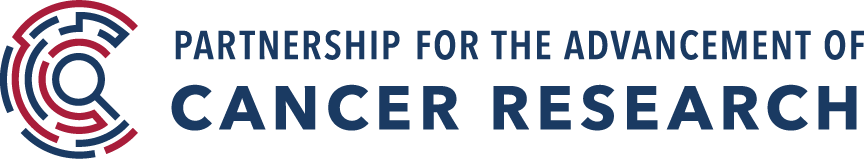 PARTNERSHIP FOR THE ADVANCEMENT OF
CANCER RESEARCH